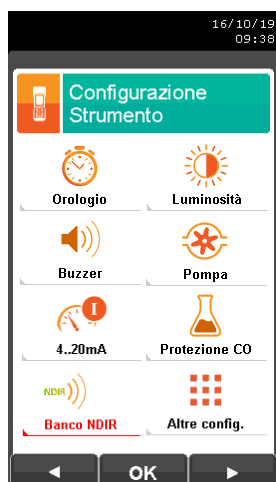 16/10/19
09:38
Configurazione
Strumento
Orologio
Luminosità
Buzzer
Pompa
I
4..20mA
Protezione CO
NDIR
Banco NDIR
Altre config.
OK